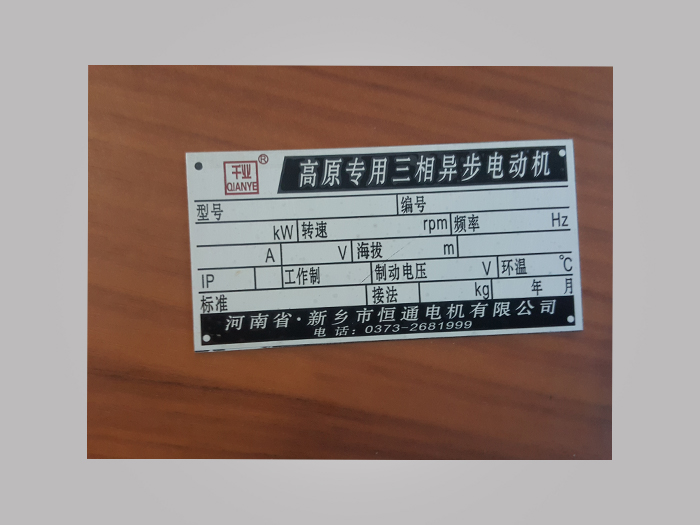 千业 ® 高原专用三相异步电动机
QIANYE
型号 编号
kW 转速 rpm 频率 Hz
A V 海拔 m
IP 工作制 制动电压 V 环温 ℃
标准 接法 kg 年 月
河南省·新乡市恒通电机有限公司
电话：0373-2681999